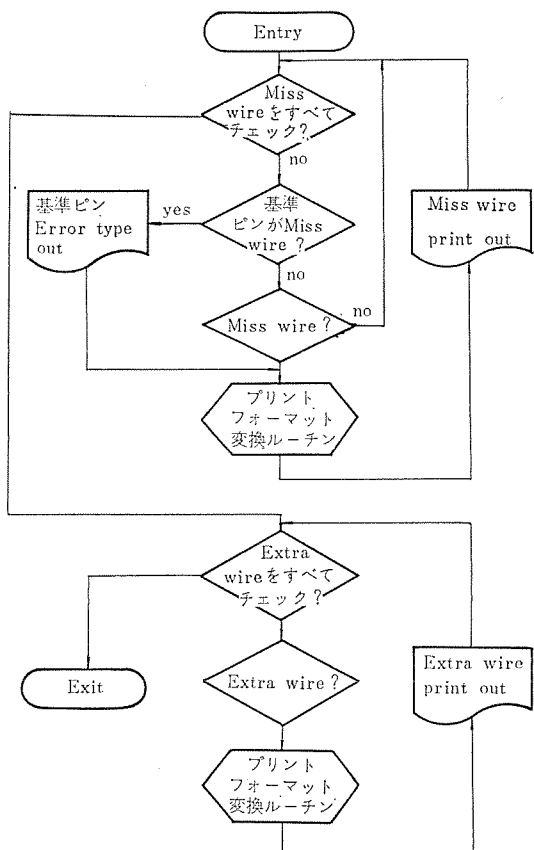 Entry
Miss
wireをすべて
チェック?
no
基準
ピンがMiss
wire?
yes
基準ピン
Error type
out
no
Miss wire?
no
Miss wire
print out
プリント
フォーマット
変換ルーチン
Extra
wireをすべて
チェック?
Exit
Extra wire?
Extra wire
print out
プリント
フォーマット
変換ルーチン